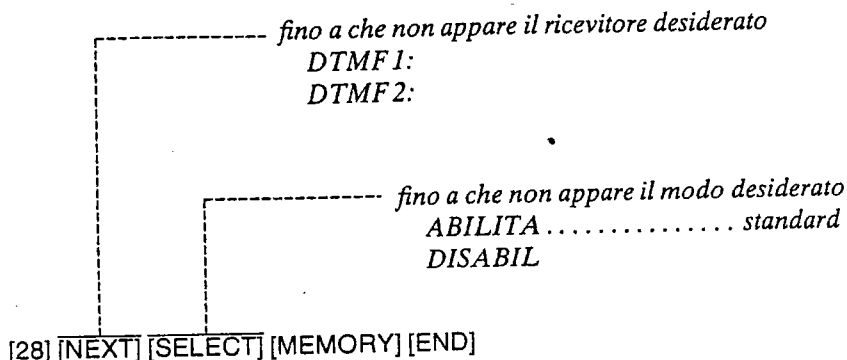 fino a che non appare il ricevitore desiderato
DTMF 1:
DTMF 2:
fino a che non appare il modo desiderato
ABILITA ............... standard
DISABIL
[28] [NEXT] [SELECT] [MEMORY] [END]